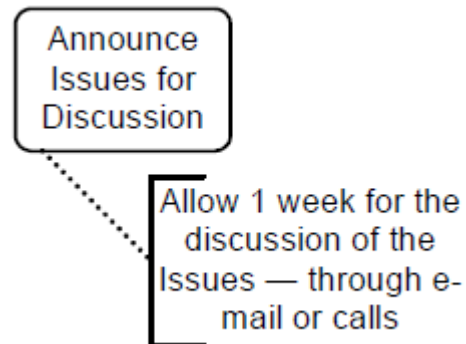 Announce
Issues for
Discussion
Allow 1 week for the
discussion of the
Issues — through e-
mail or calls